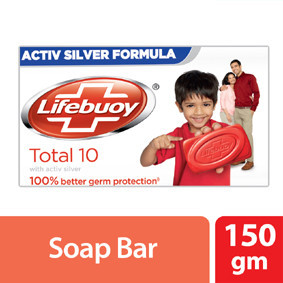 ACTIV SILVER FORMULA
Lifebuoy®
Total 10
with activ silver
100% better germ protection*
Soap Bar
150
gm